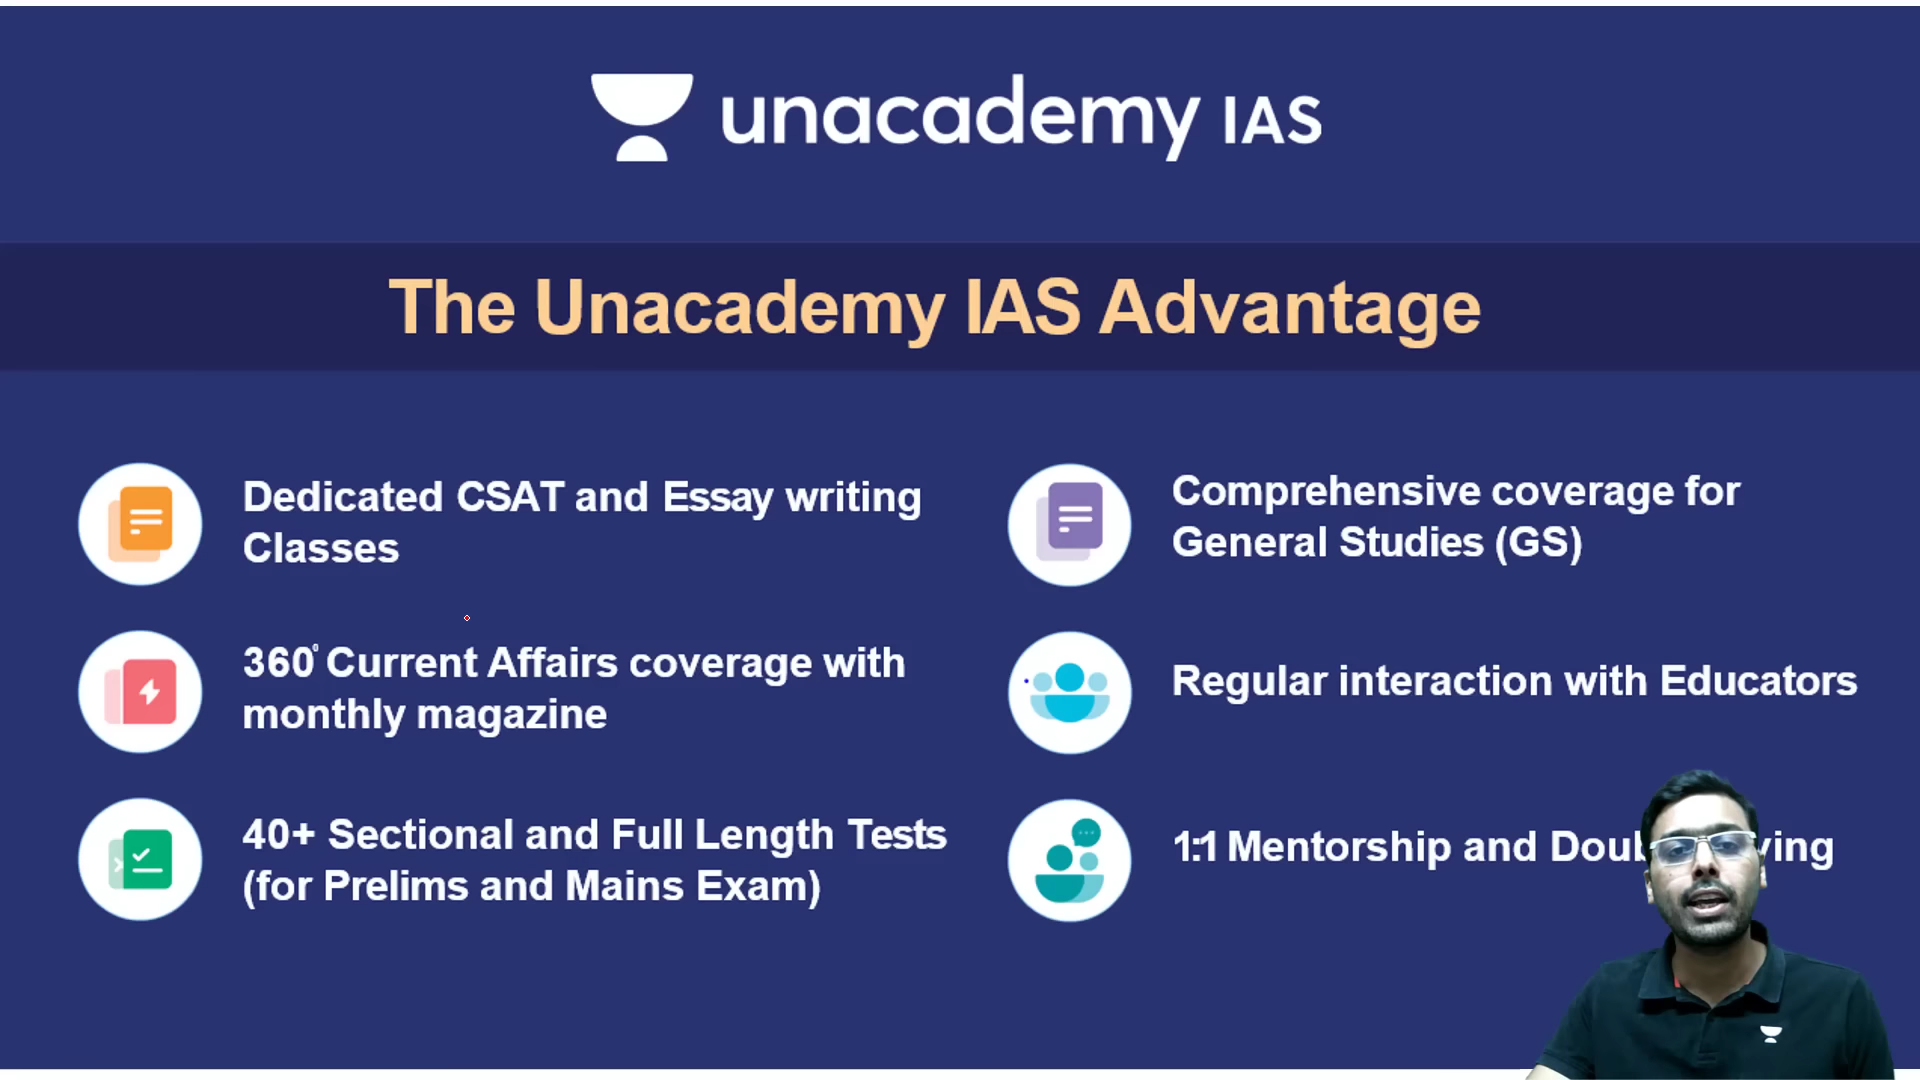 unacademy IAS
The Unacademy IAS Advantage
Dedicated CSAT and Essay writing
Classes
360° Current Affairs coverage with
monthly magazine
40+ Sectional and Full Length Tests
(for Prelims and Mains Exam)
Comprehensive coverage for
General Studies (GS)
Regular interaction with Educators
1:1 Mentorship and